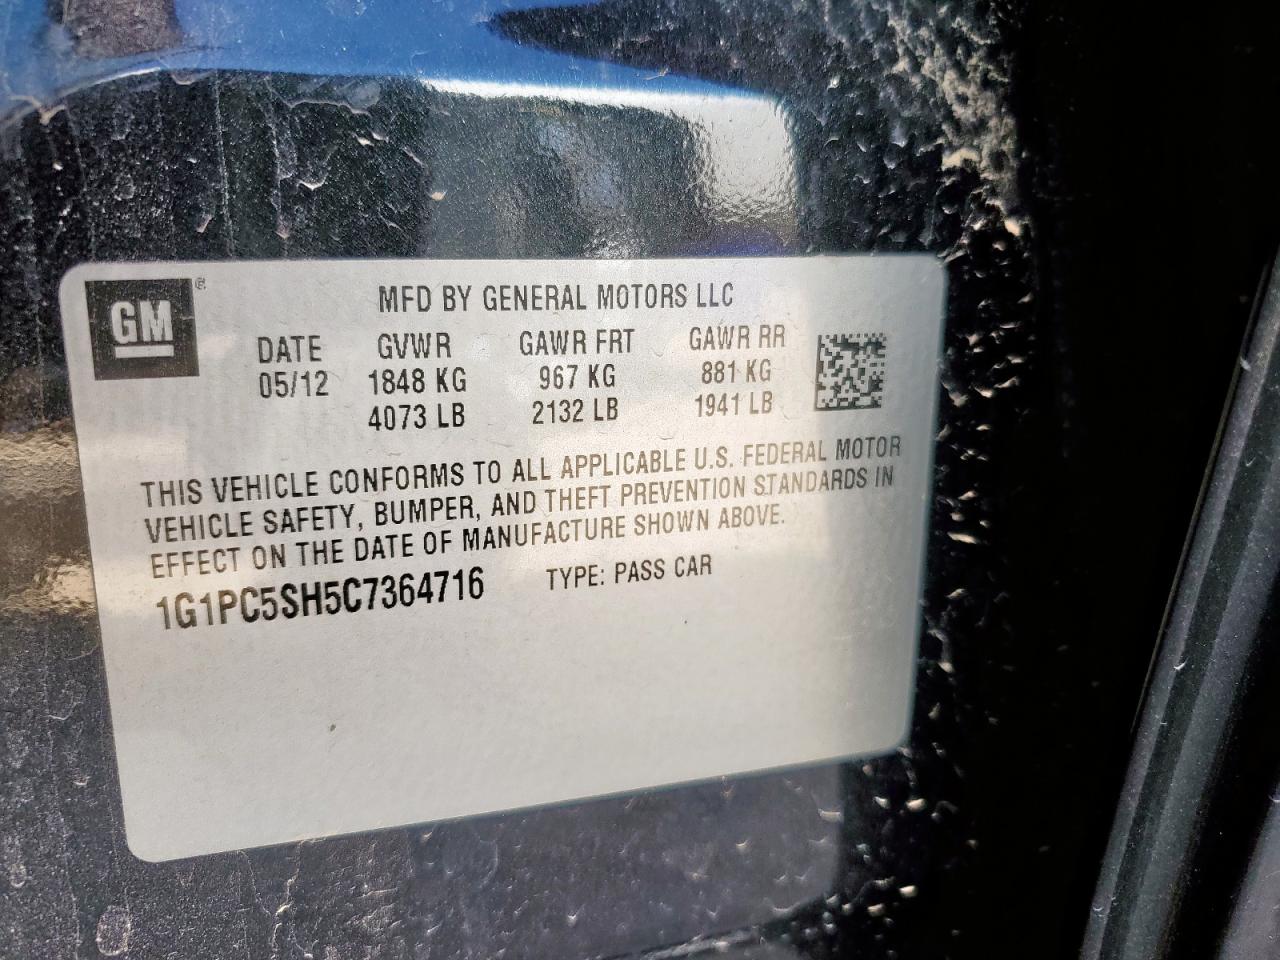 GM
MFD BY GENERAL MOTORS LLC
DATE GVWR GAWR FRT GAWR RR
05/12 1848 KG 967 KG 881 KG
4073 LB 2132 LB 1941 LB
THIS VEHICLE CONFORMS TO ALL APPLICABLE U.S. FEDERAL MOTOR
VEHICLE SAFETY, BUMPER, AND THEFT PREVENTION STANDARDS IN
EFFECT ON THE DATE OF MANUFACTURE SHOWN ABOVE.
1G1PC5SH5C7364716 TYPE: PASS CAR